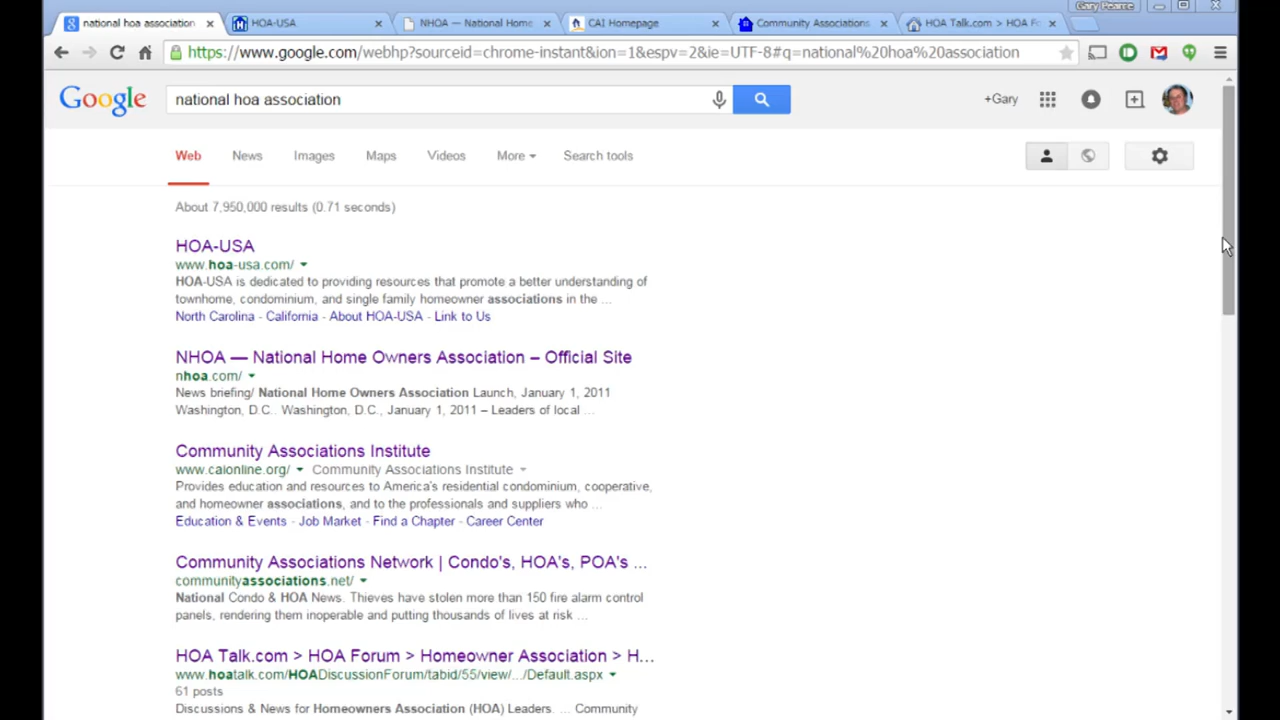 Gary Pearce
national hoa association
HOA-USA
NHOA — National Home
CAI Homepage
Community Associations
HOA Talk.com > HOA F
https://www.google.com/webhp?sourceid=chrome-instant&ion=1&espv=2&ie=UTF-8#q=national%20hoa%20association
Google
national hoa association
+Gary
Web News Images Maps Videos More Search tools
About 7,950,000 results (0.71 seconds)
HOA-USA
www.hoa-usa.com/
HOA-USA is dedicated to providing resources that promote a better understanding of
townhome, condominium, and single family homeowner associations in the ...
North Carolina - California - About HOA-USA - Link to Us
NHOA — National Home Owners Association – Official Site
nhoa.com/
News briefing/ National Home Owners Association Launch, January 1, 2011
Washington, D.C.. Washington, D.C., January 1, 2011 – Leaders of local ...
Community Associations Institute
www.caionline.org/ Community Associations Institute
Provides education and resources to America's residential condominium, cooperative,
and homeowner associations, and to the professionals and suppliers who ...
Education & Events - Job Market - Find a Chapter - Career Center
Community Associations Network | Condo's, HOA's, POA's ...
communityassociations.net/
National Condo & HOA News. Thieves have stolen more than 150 fire alarm control
panels, rendering them inoperable and putting thousands of lives at risk ...
HOA Talk.com > HOA Forum > Homeowner Association > H...
www.hoatalk.com/HOADiscussionForum/tabid/55/view/.../Default.aspx
61 posts
Discussions & News for Homeowners Association (HOA) Leaders. ... Community